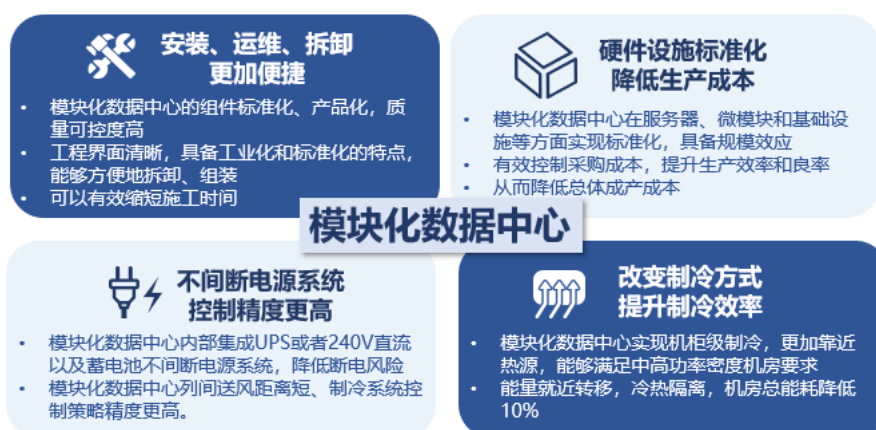 安装、运维、拆卸
更加便捷
• 模块化数据中心的组件标准化、产品化，质
量可控度高
• 工程界面清晰，具备工业化和标准化的特点，
能够方便地拆卸、组装
• 可以有效缩短施工时间
硬件设施标准化
降低生产成本
• 模块化数据中心在服务器、微模块和基础设
施等方面实现标准化，具备规模效应
• 有效控制采购成本，提升生产效率和良率
• 从而降低总体成产成本
模块化数据中心
不间断电源系统
控制精度更高
• 模块化数据中心内部集成UPS或者240V直流
以及蓄电池不间断电源系统，降低断电风险
• 模块化数据中心列间送风距离短、制冷系统控
制策略精度更高。
改变制冷方式
提升制冷效率
• 模块化数据中心实现机柜级制冷，更加靠近
热源，能够满足中高功率密度机房要求
• 能量就近转移，冷热隔离，机房总能耗降低
10%